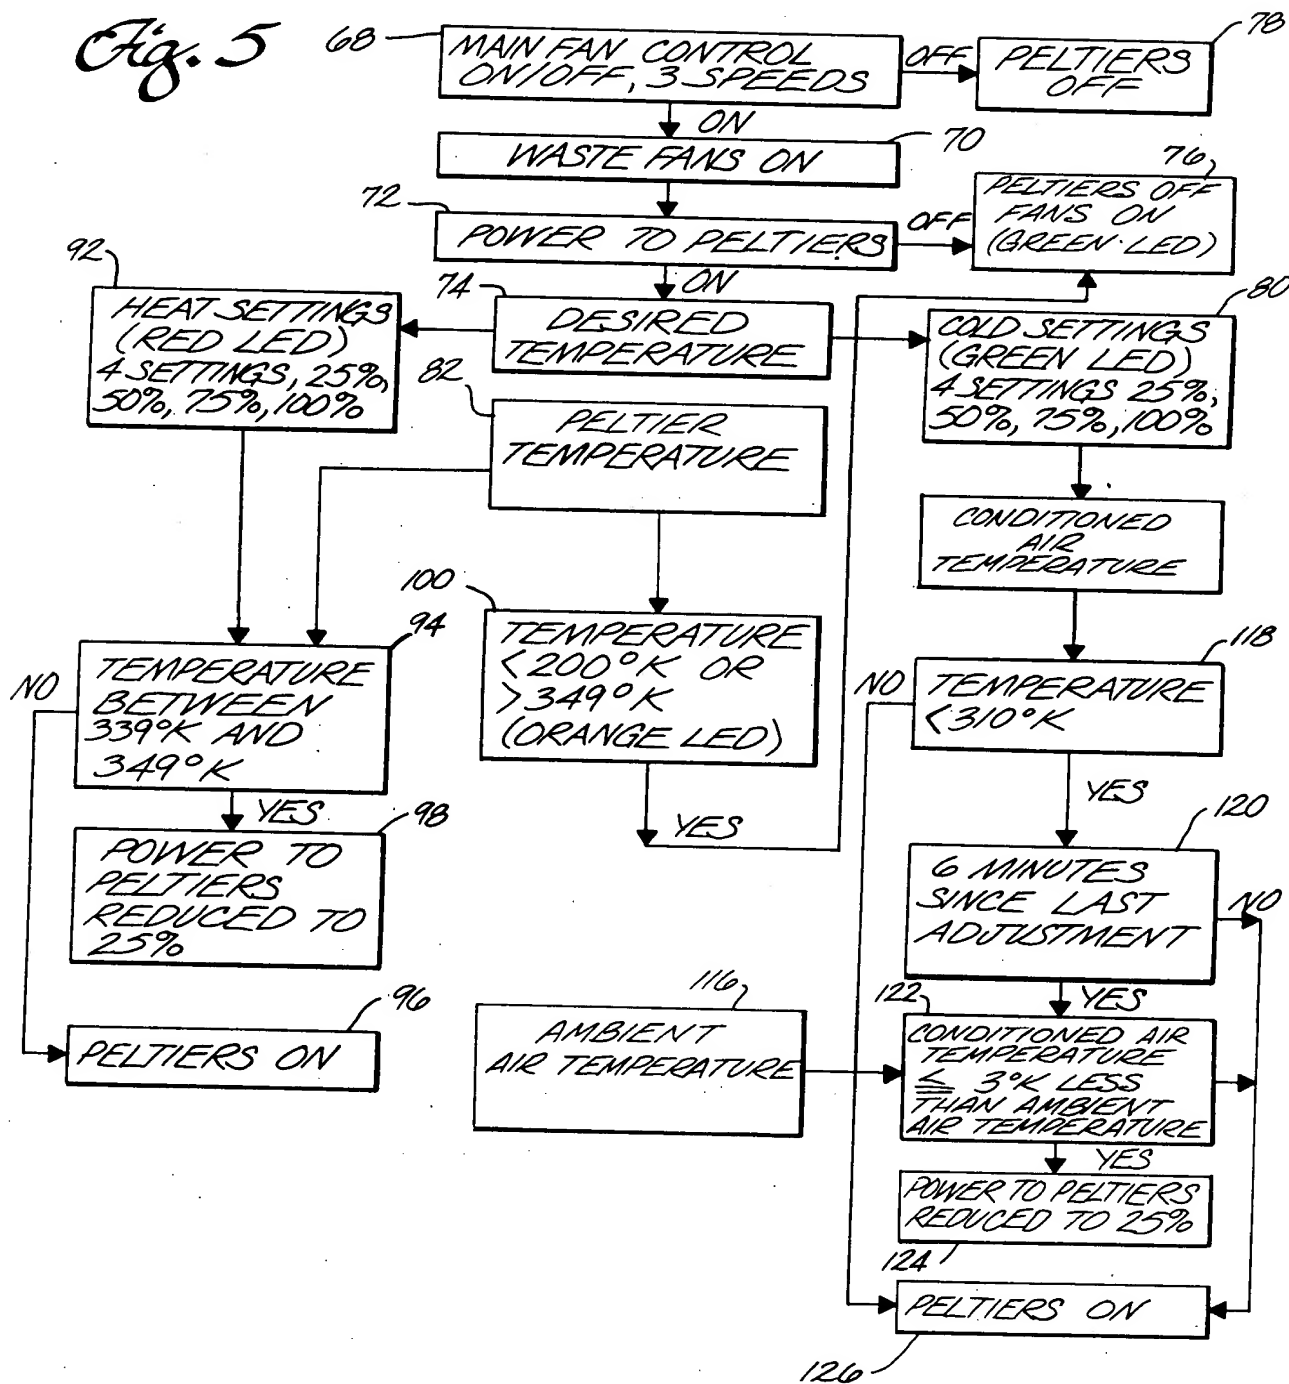 Fig. 5
68
MAIN FAN CONTROL
ON/OFF, 3 SPEEDS
OFF
PELTIERS
OFF
78
ON
WASTE FANS ON
70
72
POWER TO PELTIERS
OFF
PELTIERS OFF
FANS ON
(GREEN LED)
76
ON
92
HEAT SETTINGS
(RED LED)
4 SETTINGS, 25%,
50%, 75%, 100%
74
DESIRED
TEMPERATURE
80
COLD SETTINGS
(GREEN LED)
4 SETTINGS 25%,
50%, 75%, 100%
82
PELTIER
TEMPERATURE
CONDITIONED
AIR
TEMPERATURE
94
NO
TEMPERATURE
BETWEEN
339°K AND
349°K
100
TEMPERATURE
<200°K OR
>349°K
(ORANGE LED)
118
NO
TEMPERATURE
<310°K
YES
98
POWER TO
PELTIERS
REDUCED TO
25%
YES
YES
120
6 MINUTES
SINCE LAST
ADJUSTMENT
NO
96
PELTIERS ON
116
AMBIENT
AIR TEMPERATURE
122
YES
CONDITIONED AIR
TEMPERATURE
≦ 3°K LESS
THAN AMBIENT
AIR TEMPERATURE
YES
POWER TO PELTIERS
REDUCED TO 25%
124
PELTIERS ON
126